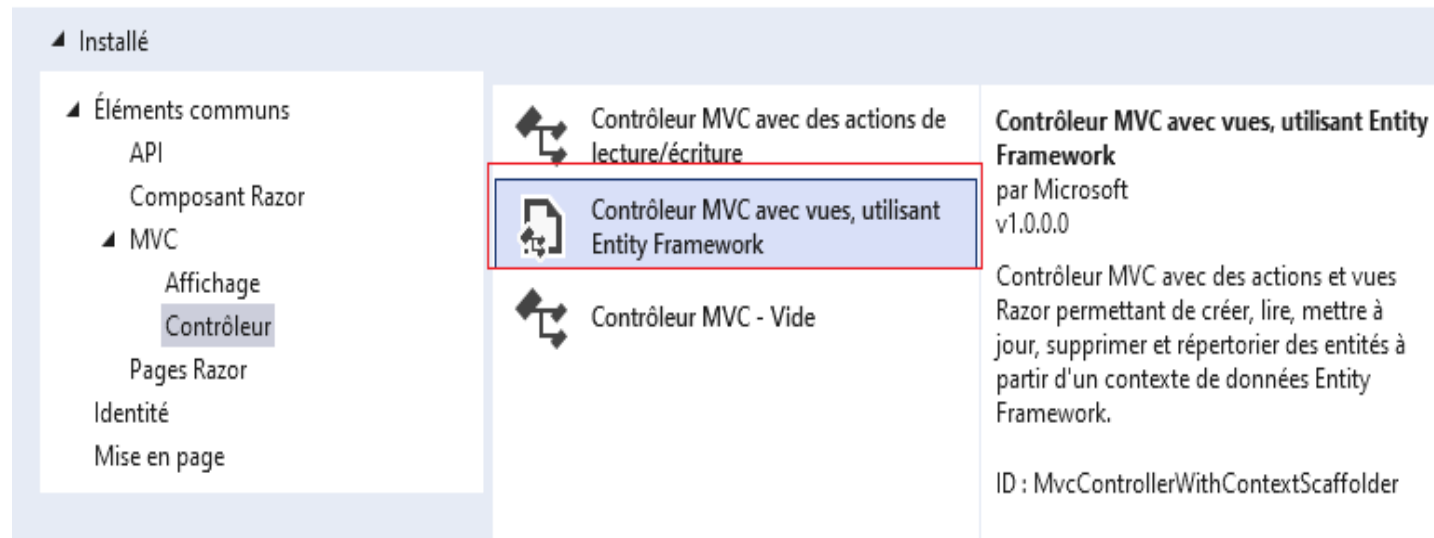 Installé
Éléments communs
API
Composant Razor
MVC
Affichage
Contrôleur
Pages Razor
Identité
Mise en page
Contrôleur MVC avec des actions de
lecture/écriture
Contrôleur MVC avec vues, utilisant
Entity Framework
Contrôleur MVC - Vide
Contrôleur MVC avec vues, utilisant Entity
Framework
par Microsoft
v1.0.0.0
Contrôleur MVC avec des actions et vues
Razor permettant de créer, lire, mettre à
jour, supprimer et répertorier des entités à
partir d'un contexte de données Entity
Framework.
ID : MvcControllerWithContextScaffolder